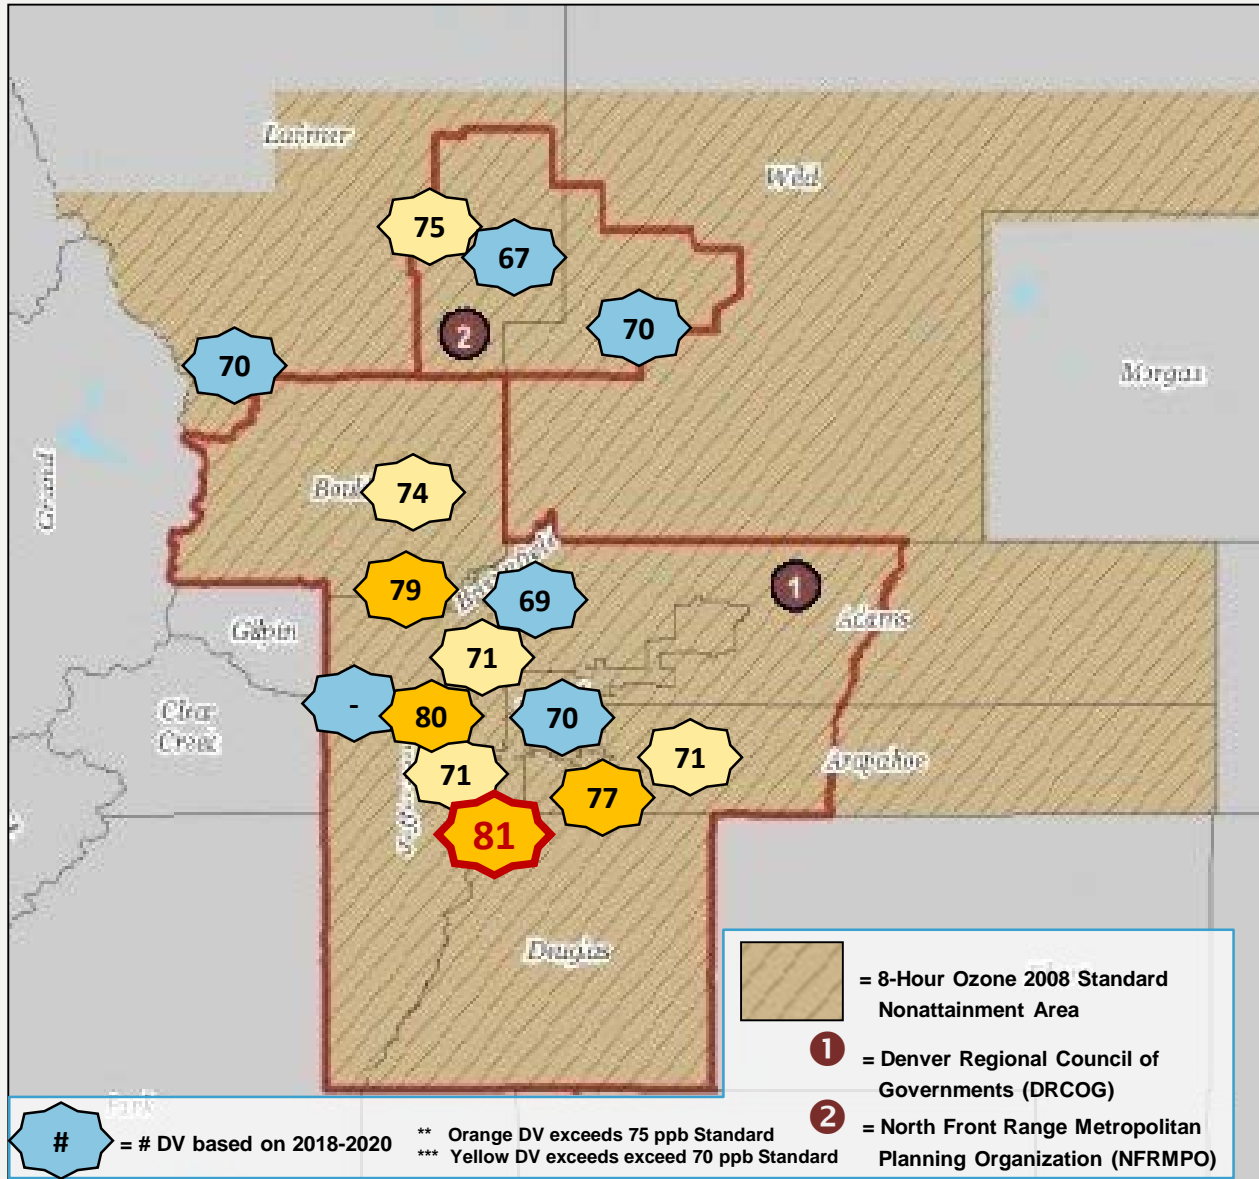 Larimer
Weld
75
67
2
70
70
Morgan
Grand
Boul
74
79
Broomfield
69
1
Adams
Gilpin
71
-
80
70
Clear
Creek
71
71
77
Arapahoe
81
Douglas
= 8-Hour Ozone 2008 Standard
Nonattainment Area
1 = Denver Regional Council of
Governments (DRCOG)
Park
2 = North Front Range Metropolitan
Planning Organization (NFRMPO)
# = # DV based on 2018-2020
** Orange DV exceeds 75 ppb Standard
*** Yellow DV exceeds exceed 70 ppb Standard